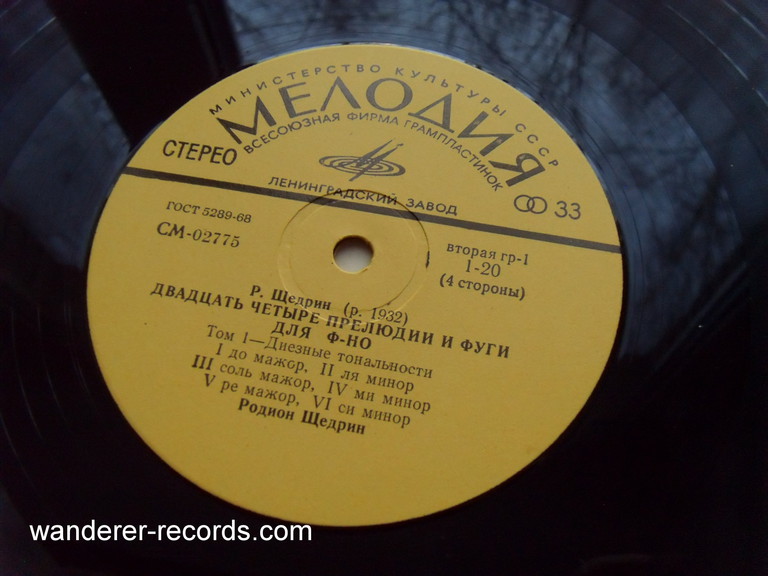 МИНИСТЕРСТВО КУЛЬТУРЫ СССР
МЕЛОДИЯ
ВСЕСОЮЗНАЯ ФИРМА ГРАМПЛАСТИНОК
СТЕРЕО
ЛЕНИНГРАДСКИЙ ЗАВОД
33
ГОСТ 5289-68
СМ-02775
вторая гр-1
1-20
(4 стороны)
Р. Щедрин (р. 1932)
ДВАДЦАТЬ ЧЕТЫРЕ ПРЕЛЮДИИ И ФУГИ
ДЛЯ Ф-НО
Том 1—Диезные тональности
I до мажор, II ля минор
III соль мажор, IV ми минор
V ре мажор, VI си минор
Родион Щедрин
wanderer-records.com